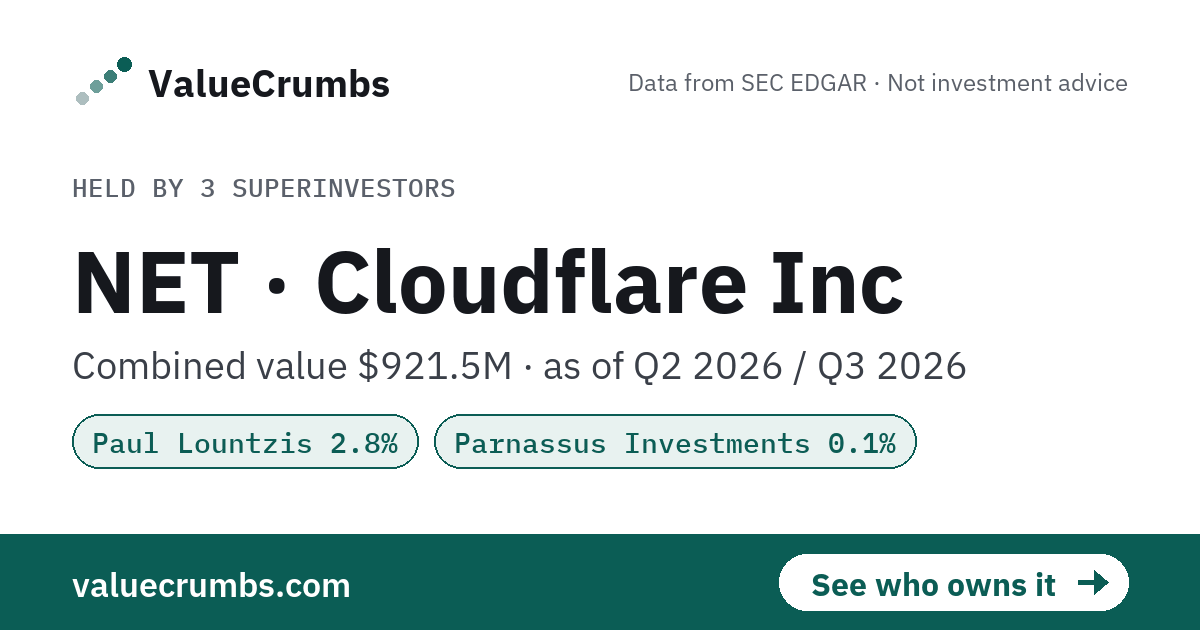 ValueCrumbs
Data from SEC EDGAR · Not investment advice
HELD BY 3 SUPERINVESTORS
NET · Cloudflare Inc
Combined value $921.5M · as of Q2 2026 / Q3 2026
Paul Lountzis 2.8%
Parnassus Investments 0.1%
valuecrumbs.com
See who owns it →